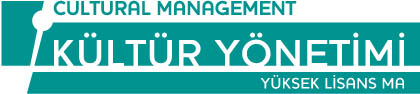 CULTURAL MANAGEMENT
KÜLTÜR YÖNETİMİ
YÜKSEK LİSANS MA